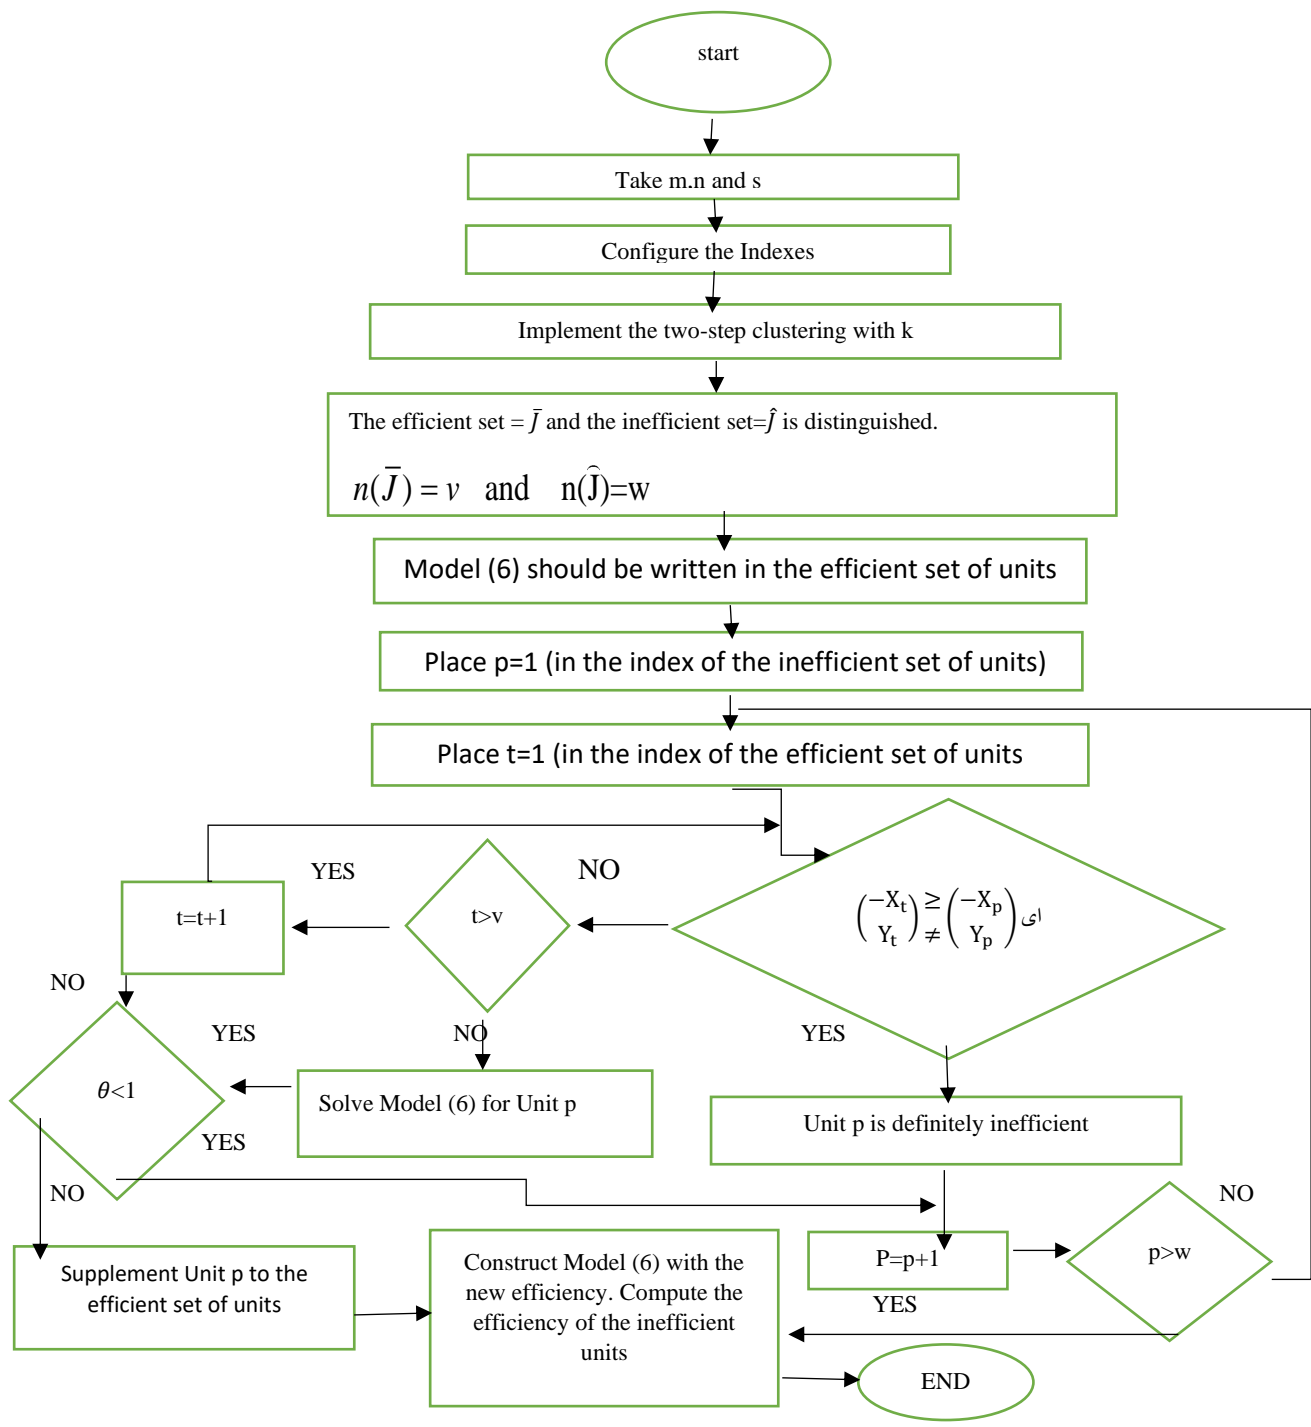 start
Take m.n and s
Configure the Indexes
Implement the two-step clustering with k
The efficient set = J̄ and the inefficient set=Ĵ is distinguished.
n(J̄) = v and n(Ĵ)=w
Model (6) should be written in the efficient set of units
Place p=1 (in the index of the inefficient set of units)
Place t=1 (in the index of the efficient set of units
YES
NO
t=t+1
t>v
(−X_t
Y_t) ≥
≠ (−X_p
Y_p) ای
NO
YES
NO
YES
θ<1
Solve Model (6) for Unit p
Unit p is definitely inefficient
YES
NO
NO
P=p+1
p>w
YES
Supplement Unit p to the
efficient set of units
Construct Model (6) with the
new efficiency. Compute the
efficiency of the inefficient
units
END